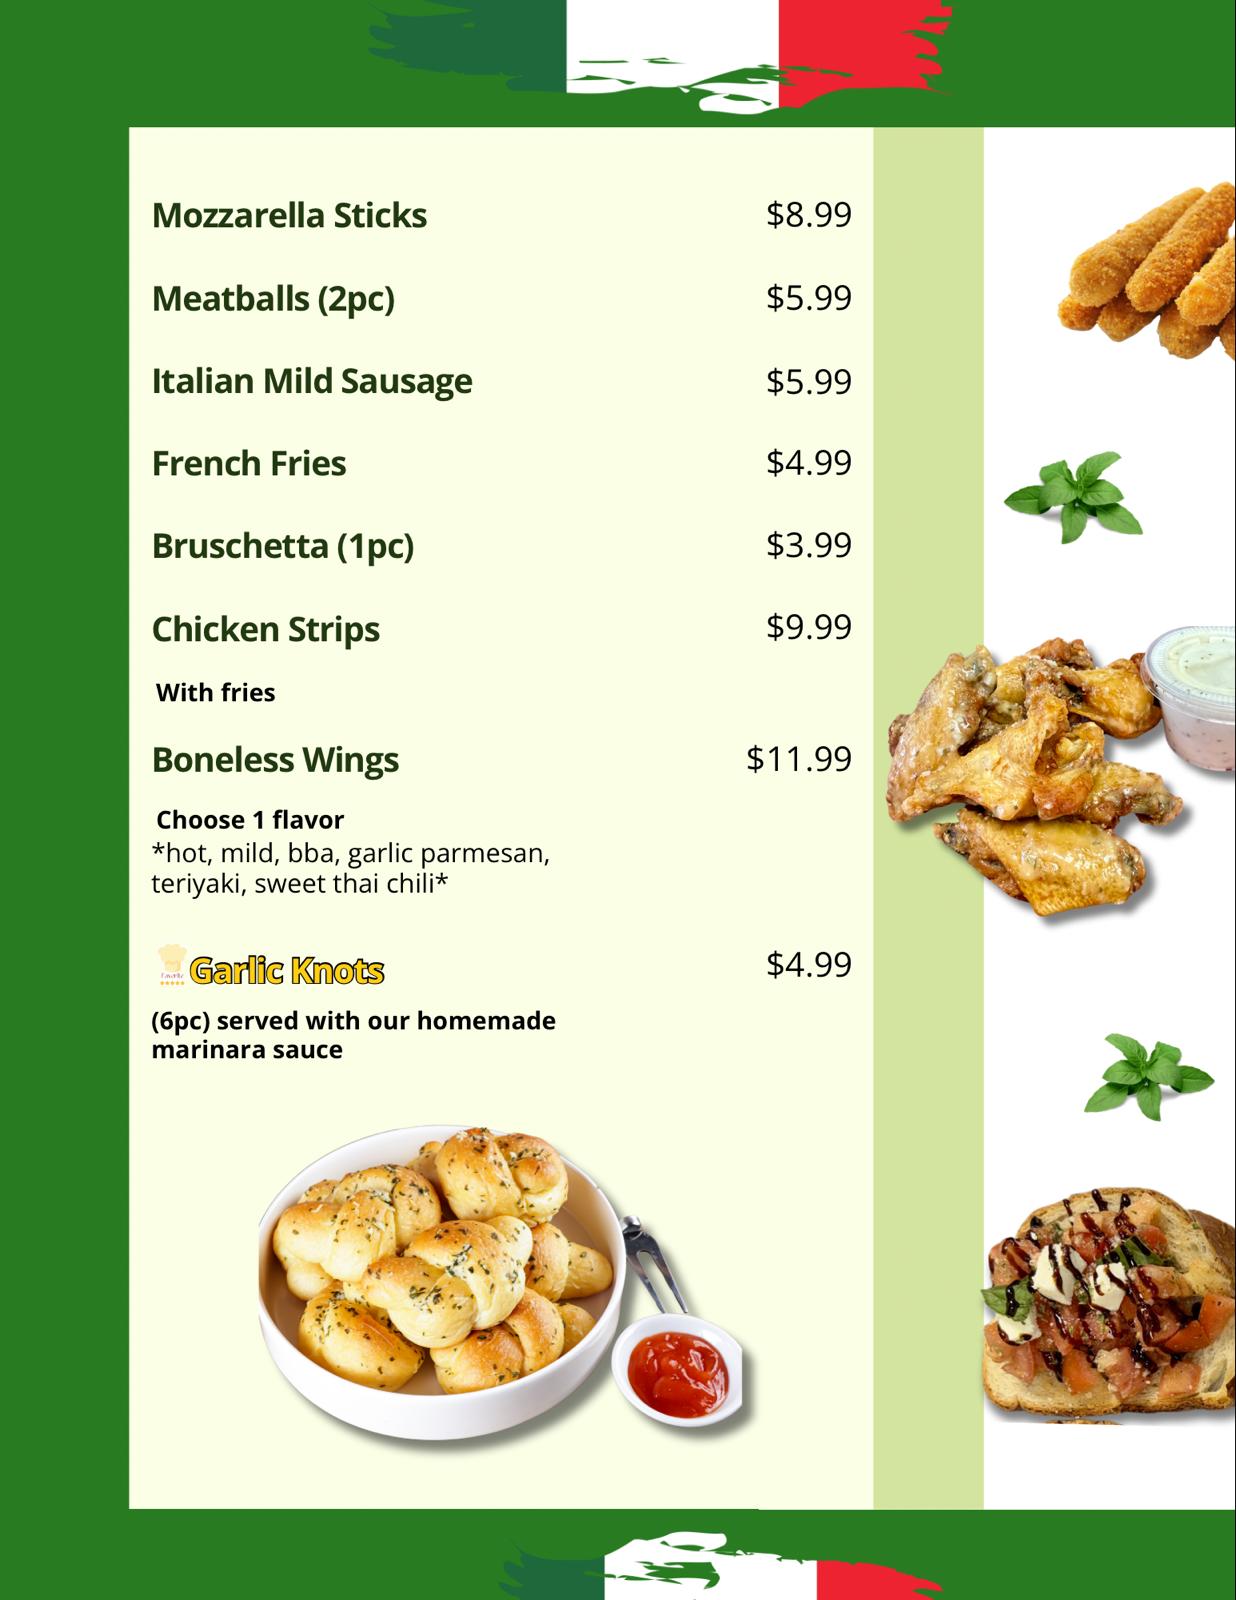 Mozzarella Sticks $8.99
Meatballs (2pc) $5.99
Italian Mild Sausage $5.99
French Fries $4.99
Bruschetta (1pc) $3.99
Chicken Strips $9.99
With fries
Boneless Wings $11.99
Choose 1 flavor
*hot, mild, bba, garlic parmesan,
teriyaki, sweet thai chili*
Garlic Knots $4.99
(6pc) served with our homemade
marinara sauce